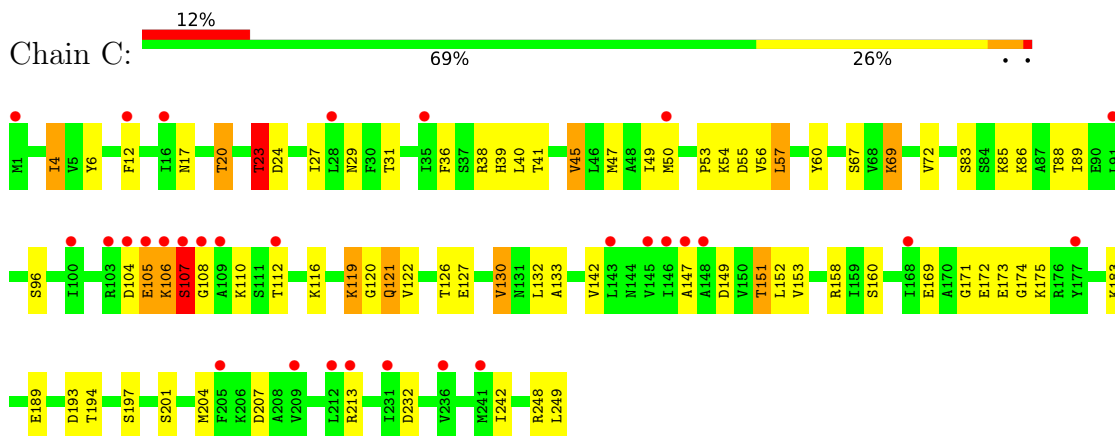 12%
Chain C:
69% 26% • •
M1 I4 V5 Y6 F12 I16 N17 T20 T23 D24 I27 L28 N29 F30 T31 I35 F36 S37 R38 H39 L40 T41 V45 L46 M47 A48 I49 M50 P53 K54 D55 V56 L57 Y60 S67 V68 K69 V72 S83 S84 K85 K86 A87 T88 I89 E90 I91
S96 I100 R103 D104 E105 K106 S107 G108 A109 K110 S111 T112 K116 K119 G120 Q121 V122 T126 E127 V130 N131 L132 A133 V142 L143 N144 V145 I146 A147 A148 D149 V150 T151 L152 V153 R158 I159 S160 I168 E169 A170 G171 E172 E173 G174 K175 R176 Y177 K183
E189 D193 T194 S197 S201 M204 F205 K206 D207 A208 V209 L212 R213 I231 D232 V236 M241 I242 R248 L249